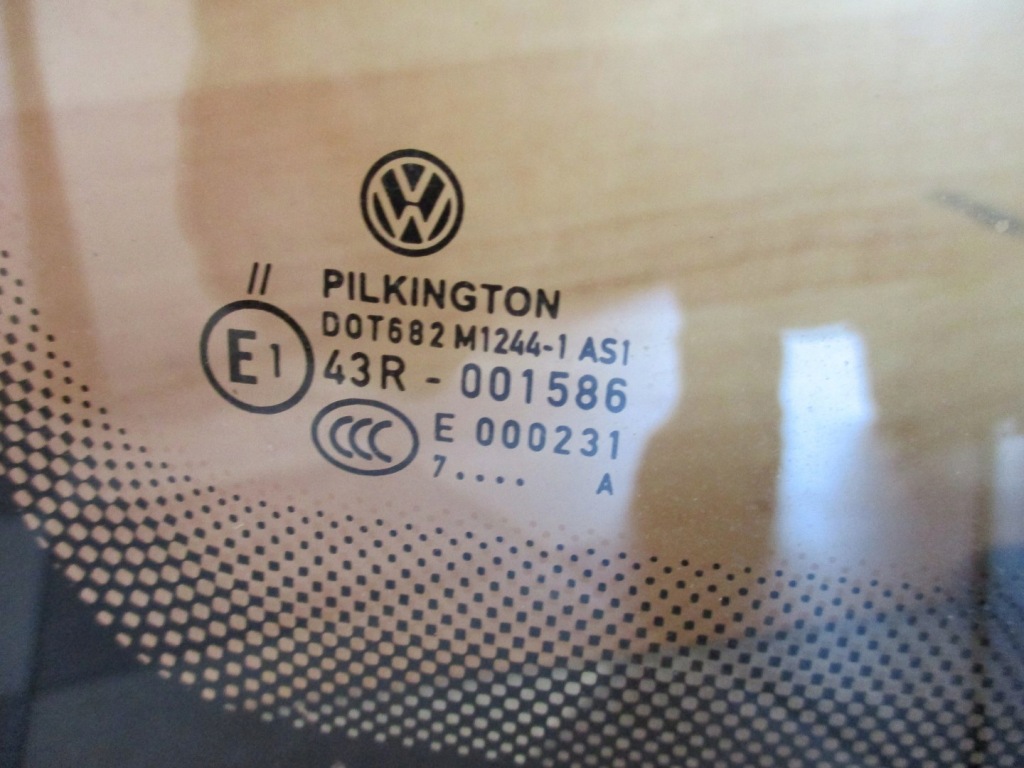 //
PILKINGTON
DOT682 M1244-1 AS1
E1 43R - 001586
CCC E 000231
7.... A